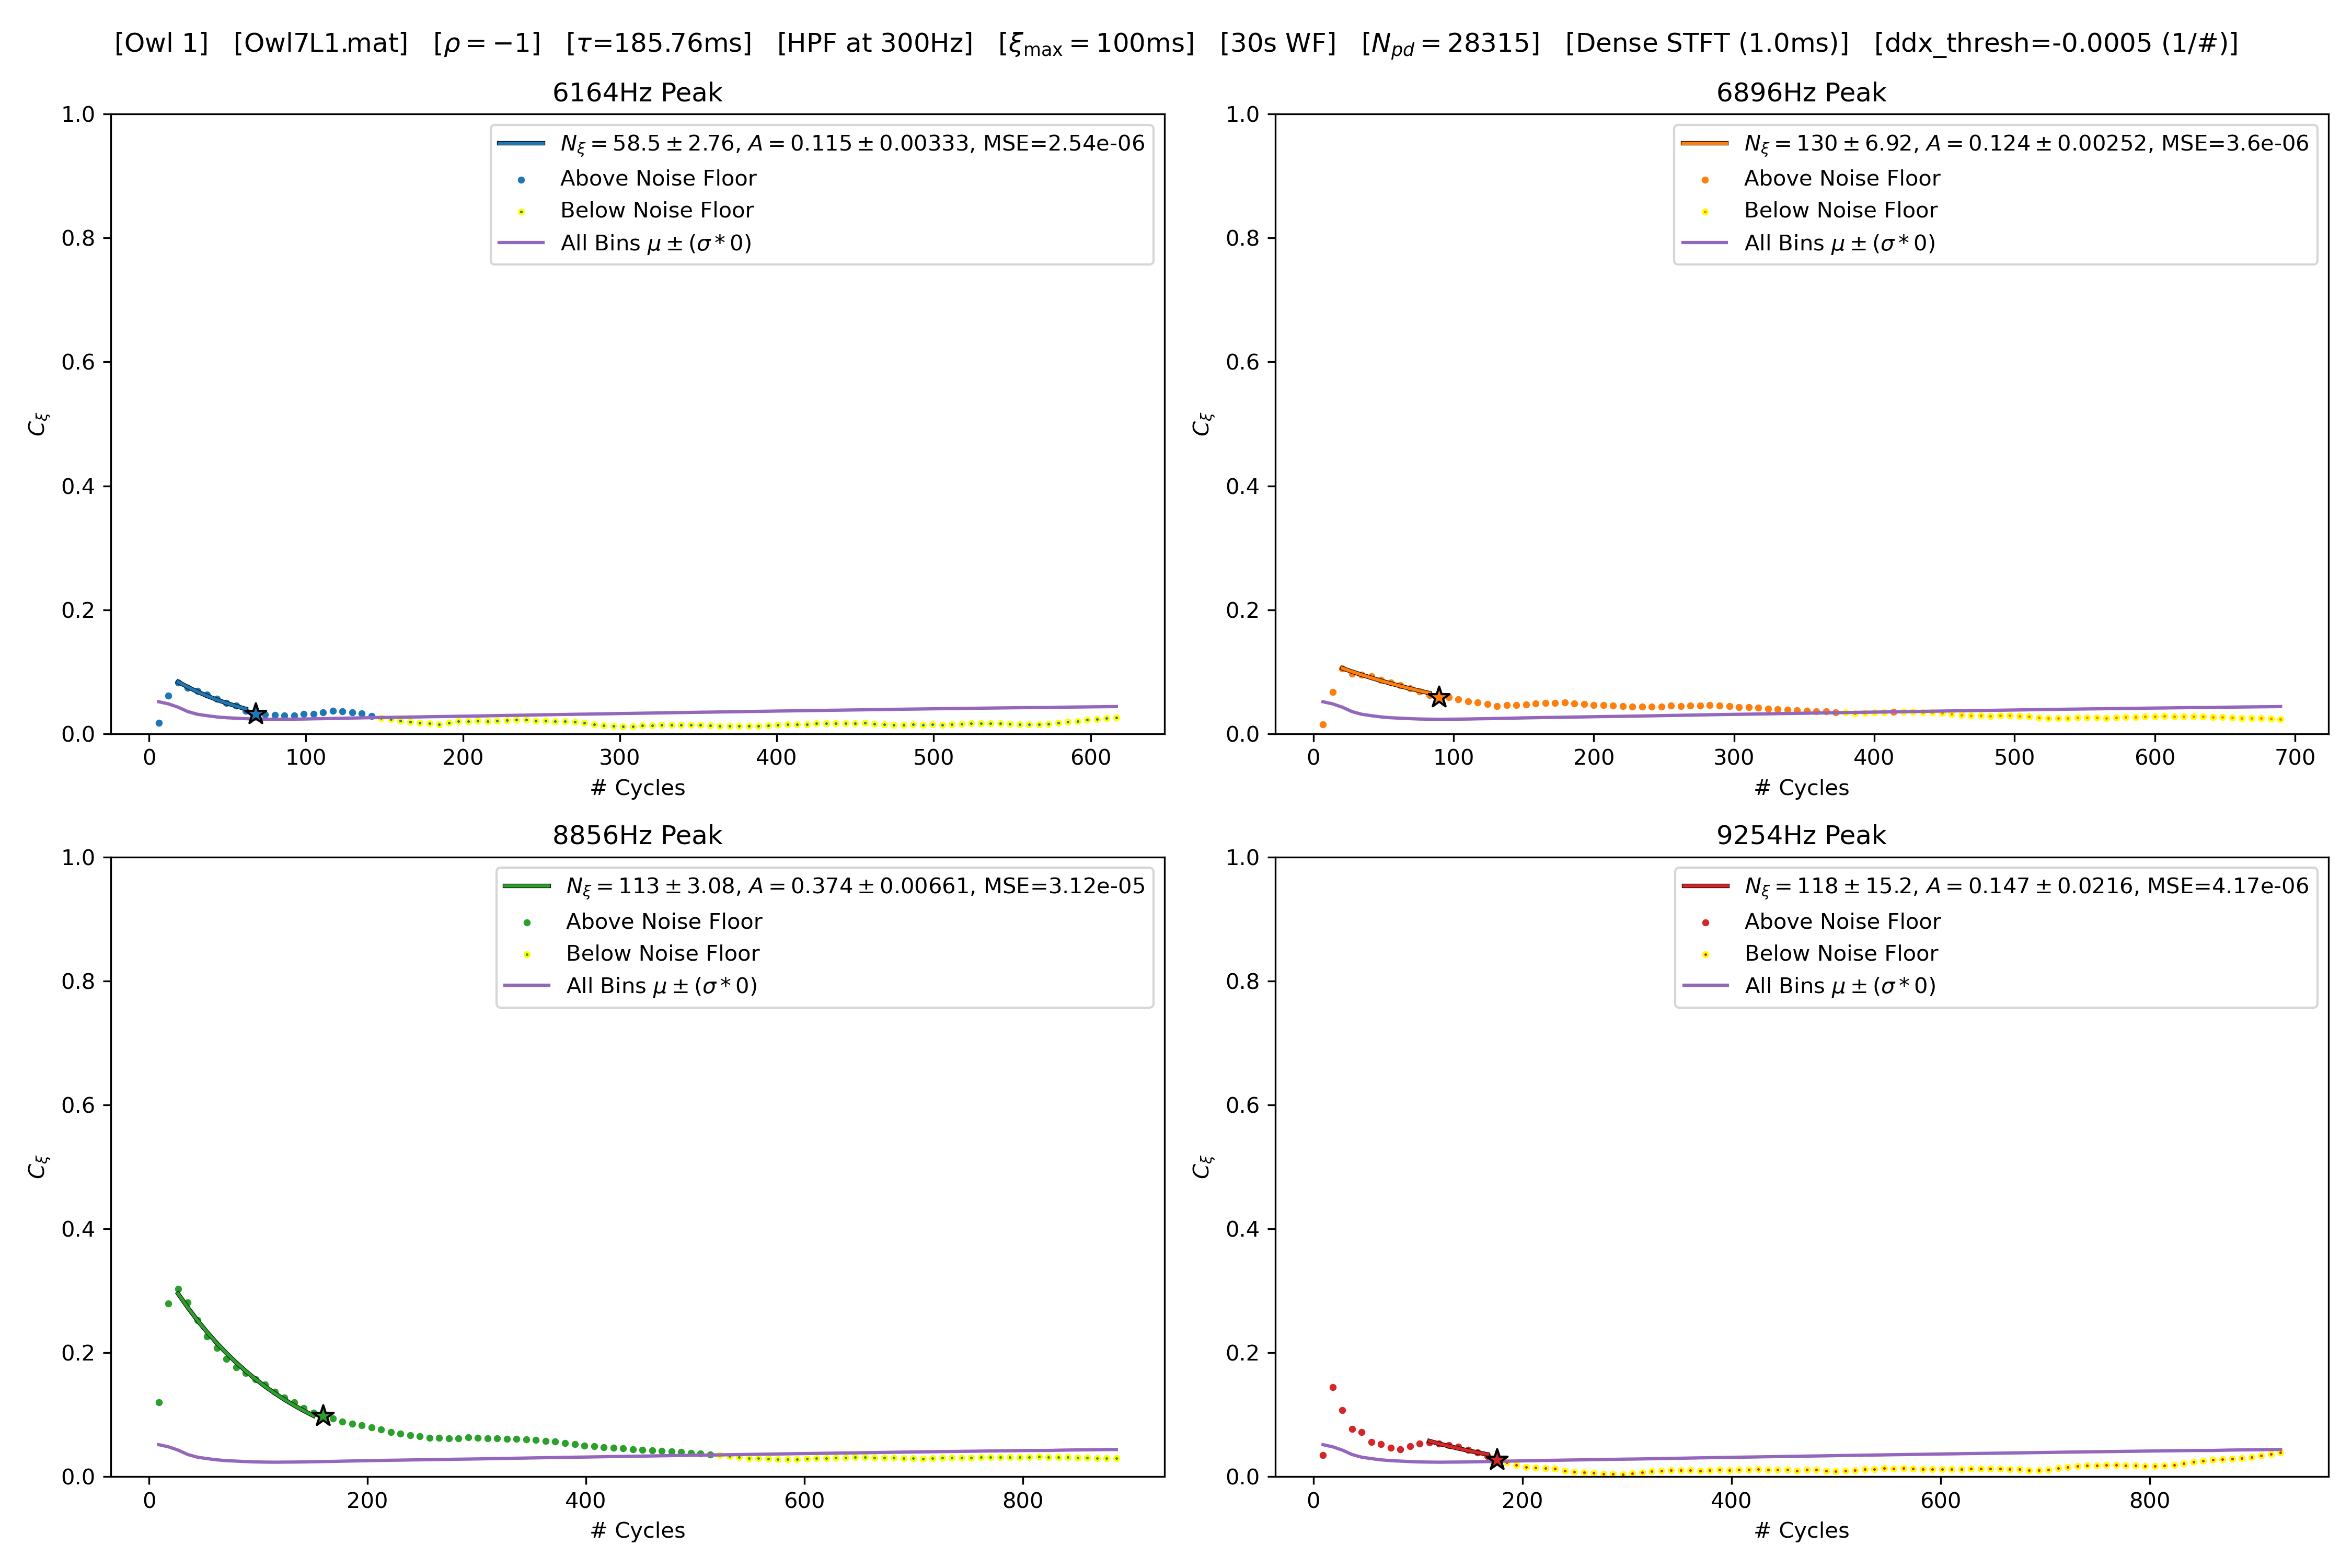 [Owl 1] [Owl7L1.mat] [ρ = −1] [τ=185.76ms] [HPF at 300Hz] [ξmax = 100ms] [30s WF] [Npd = 28315] [Dense STFT (1.0ms)] [ddx_thresh=-0.0005 (1/#)]
6164Hz Peak
Nξ = 58.5 ± 2.76, A = 0.115 ± 0.00333, MSE=2.54e-06
Above Noise Floor
Below Noise Floor
All Bins μ ± (σ * 0)
1.0
0.8
0.6
0.4
0.2
0.0
Cξ
0 100 200 300 400 500 600
# Cycles
6896Hz Peak
Nξ = 130 ± 6.92, A = 0.124 ± 0.00252, MSE=3.6e-06
Above Noise Floor
Below Noise Floor
All Bins μ ± (σ * 0)
1.0
0.8
0.6
0.4
0.2
0.0
Cξ
0 100 200 300 400 500 600 700
# Cycles
8856Hz Peak
Nξ = 113 ± 3.08, A = 0.374 ± 0.00661, MSE=3.12e-05
Above Noise Floor
Below Noise Floor
All Bins μ ± (σ * 0)
1.0
0.8
0.6
0.4
0.2
0.0
Cξ
0 200 400 600 800
# Cycles
9254Hz Peak
Nξ = 118 ± 15.2, A = 0.147 ± 0.0216, MSE=4.17e-06
Above Noise Floor
Below Noise Floor
All Bins μ ± (σ * 0)
1.0
0.8
0.6
0.4
0.2
0.0
Cξ
0 200 400 600 800
# Cycles